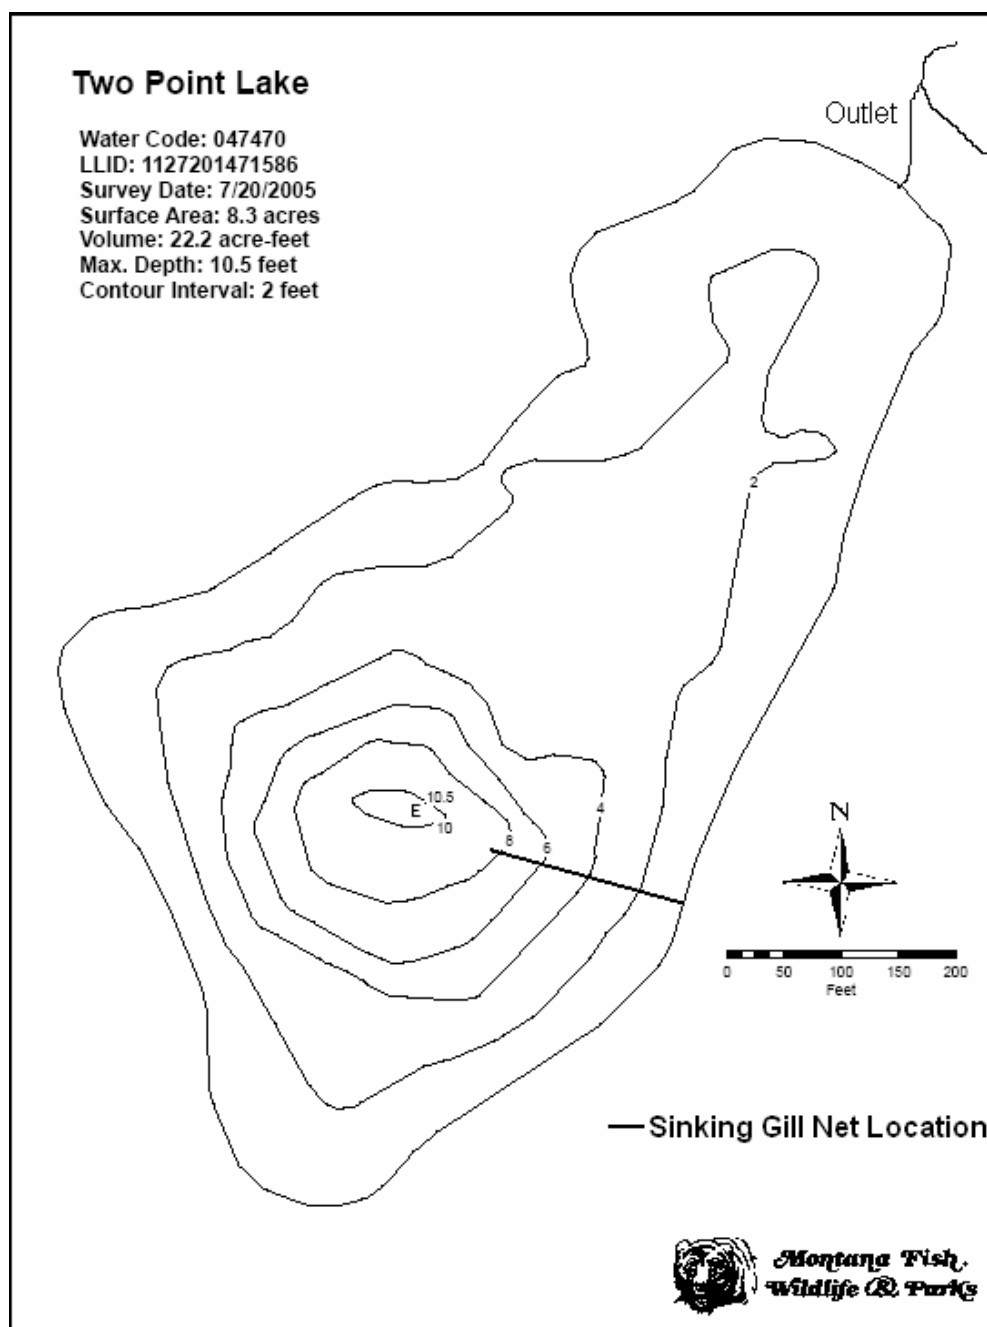 Two Point Lake
Water Code: 047470
LLID: 1127201471586
Survey Date: 7/20/2005
Surface Area: 8.3 acres
Volume: 22.2 acre-feet
Max. Depth: 10.5 feet
Contour Interval: 2 feet
Outlet
2
10.5
E
10
8
6
4
N
0 50 100 150 200
Feet
Sinking Gill Net Location
Montana Fish,
Wildlife & Parks